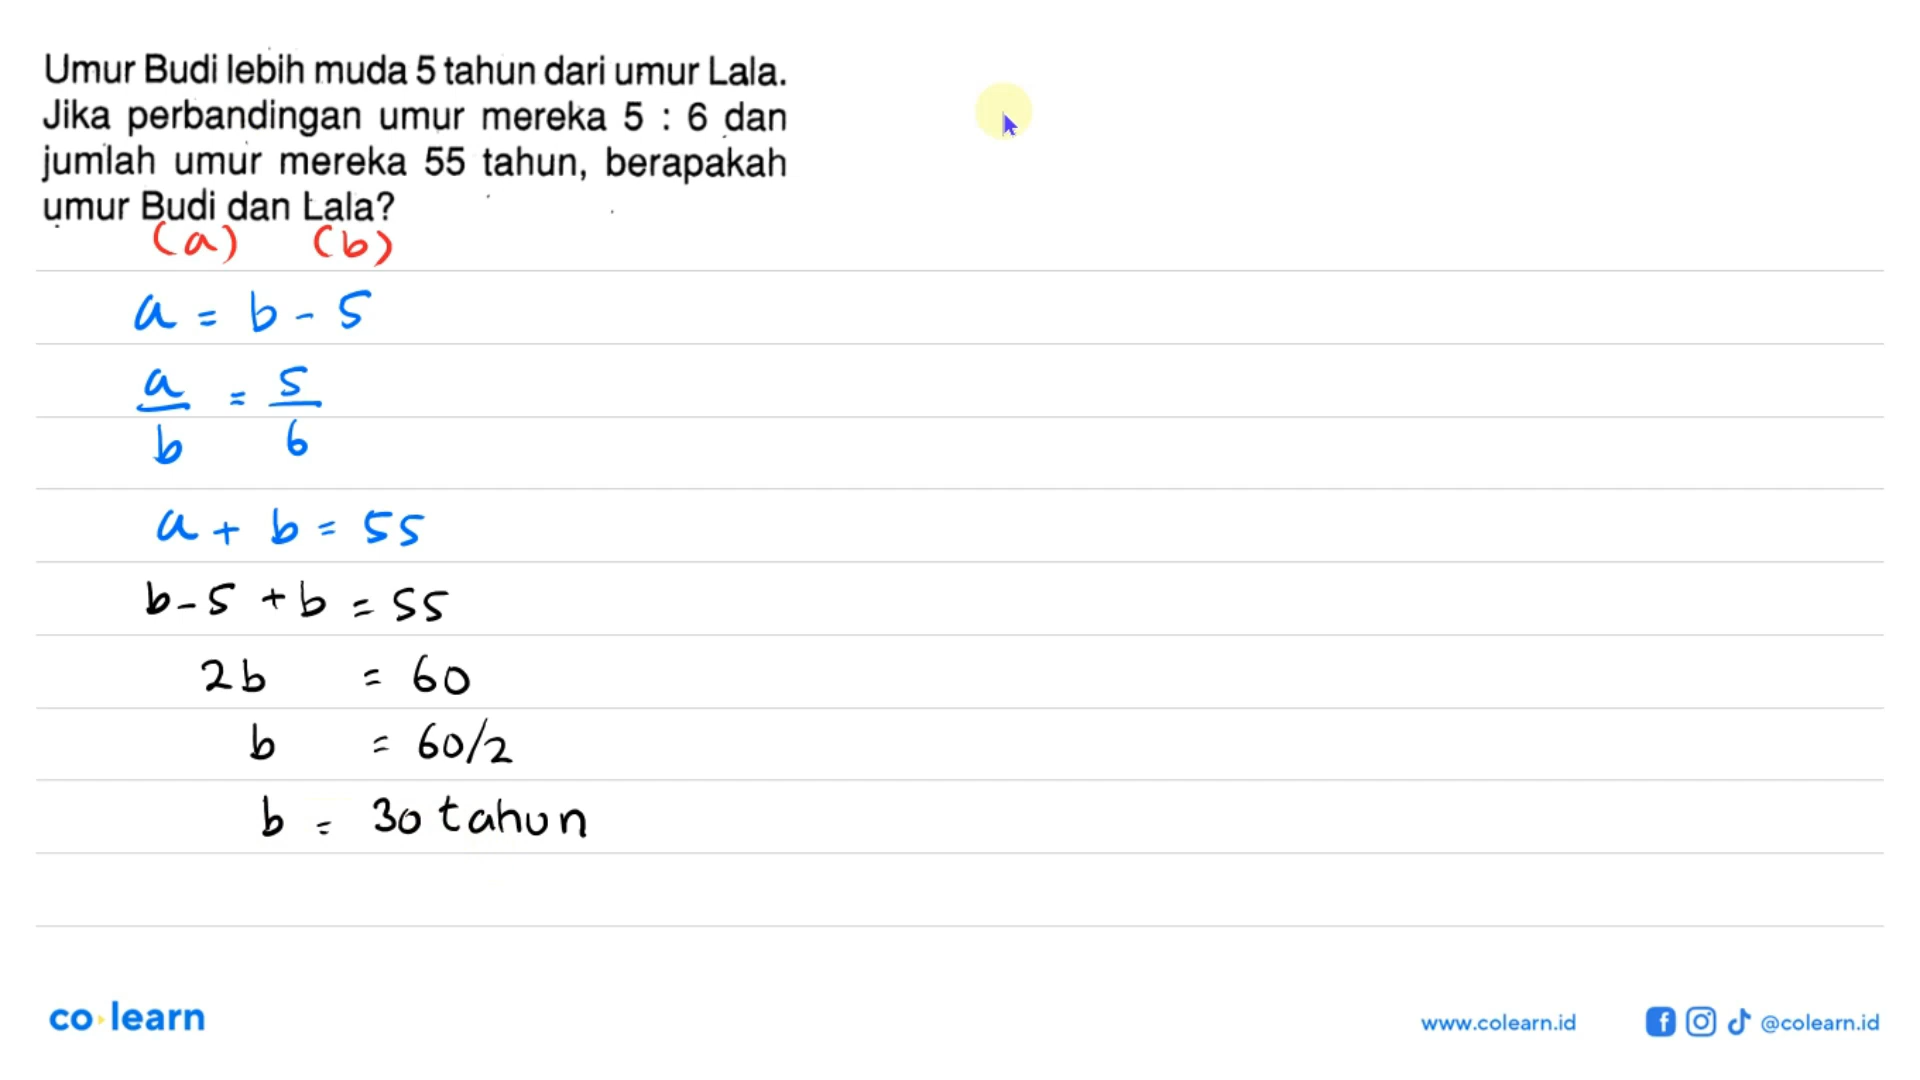 Umur Budi lebih muda 5 tahun dari umur Lala.
Jika perbandingan umur mereka 5 : 6 dan
jumlah umur mereka 55 tahun, berapakah
umur Budi dan Lala?
(a) (b)
a = b - 5
a/b = 5/6
a + b = 55
b - 5 + b = 55
2b = 60
b = 60/2
b = 30 tahun
co learn
www.colearn.id @colearn.id